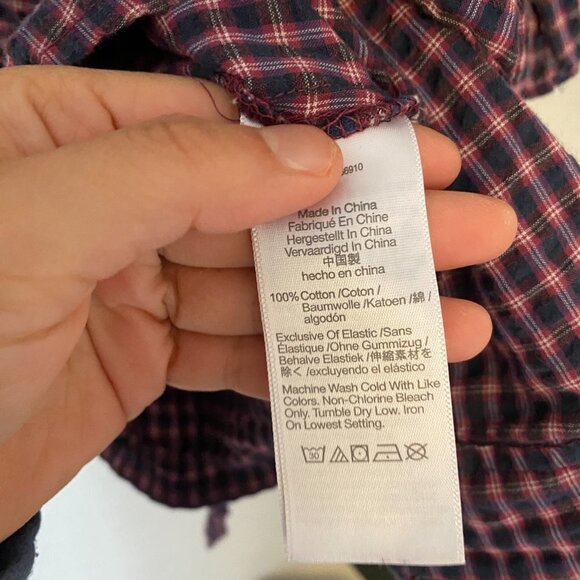 6910
Made In China
Fabriqué En Chine
Hergestellt In China
Vervaardigd In China
中国製
hecho en china
100% Cotton /Coton/
Baumwolle /Katoen /綿/
algodón
Exclusive Of Elastic /Sans
Élastique /Ohne Gummizug/
Behalve Elastiek /伸縮素材を
除く/excluyendo el elástico
Machine Wash Cold With Like
Colors. Non-Chlorine Bleach
Only. Tumble Dry Low. Iron
On Lowest Setting.
30